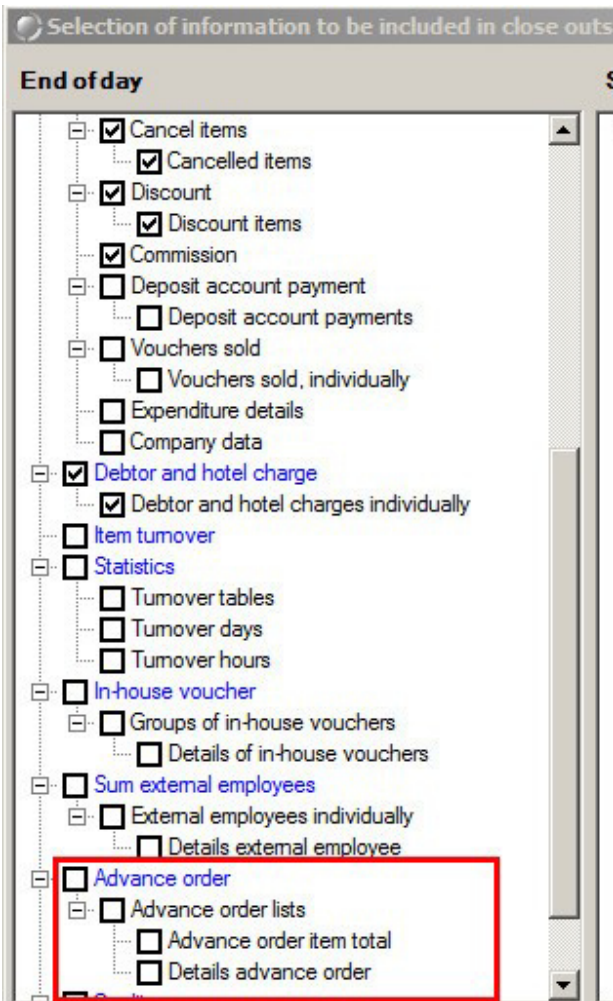 Selection of information to be included in close outs
End of day
Cancel items
Cancelled items
Discount
Discount items
Commission
Deposit account payment
Deposit account payments
Vouchers sold
Vouchers sold, individually
Expenditure details
Company data
Debtor and hotel charge
Debtor and hotel charges individually
Item turnover
Statistics
Turnover tables
Turnover days
Turnover hours
In-house voucher
Groups of in-house vouchers
Details of in-house vouchers
Sum external employees
External employees individually
Details external employee
Advance order
Advance order lists
Advance order item total
Details advance order